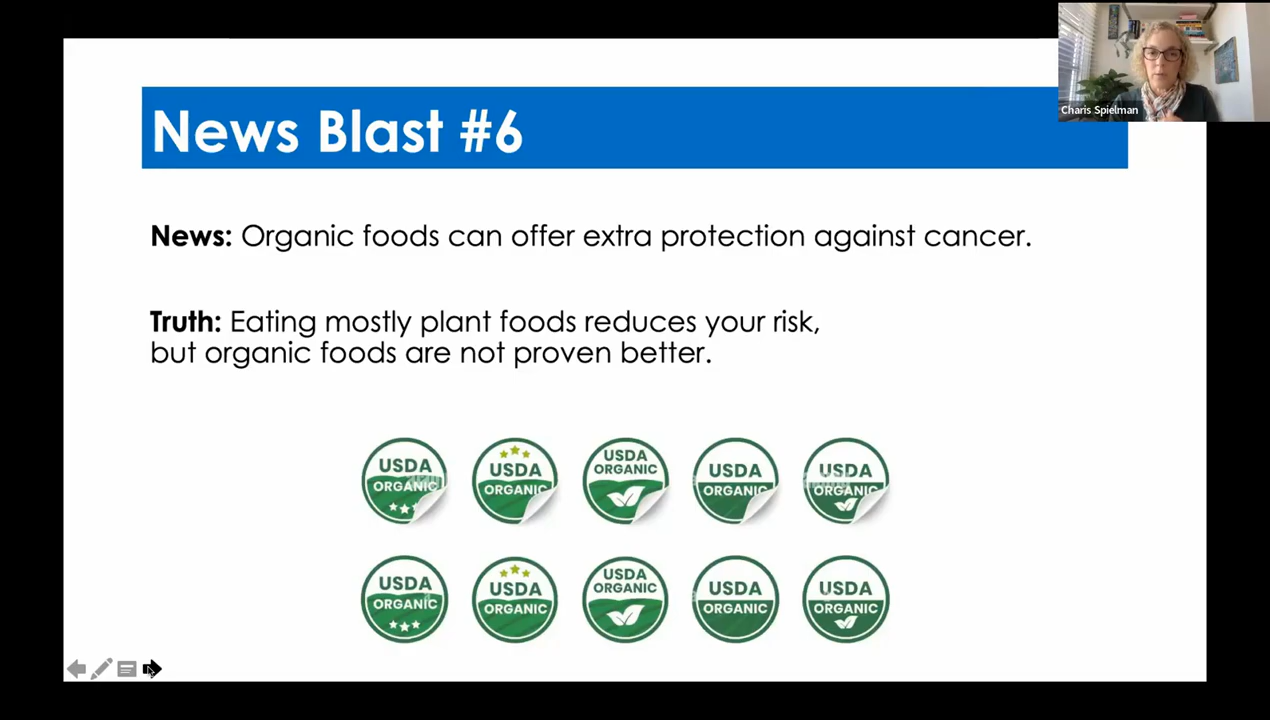 News Blast #6
Charis Spielman
News: Organic foods can offer extra protection against cancer.
Truth: Eating mostly plant foods reduces your risk,
but organic foods are not proven better.
USDA
ORGANIC
USDA
ORGANIC
USDA
ORGANIC
USDA
ORGANIC
USDA
ORGANIC
USDA
ORGANIC
USDA
ORGANIC
USDA
ORGANIC
USDA
ORGANIC
USDA
ORGANIC